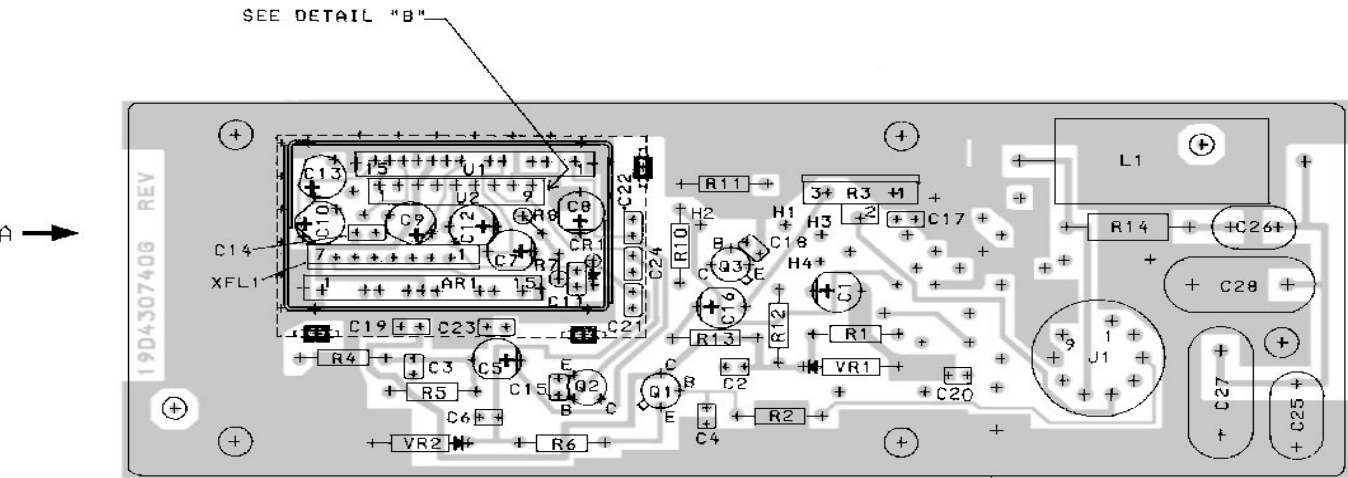 SEE DETAIL "B"
A
19D430740G REV
C13
15 U1 1
1 U2 9
C22
C10
C9
C12
R8
C8
C14
7 1
C7
CR1
R7
XFL1
1 AR1 15
C11
C24
C21
C19
C23
R11
H2
R10
H1
H3
H4
3 R3 1
2
C17
B
C18
C Q3 E
C16
R13
R12
C1
R1
VR1
C2
L1
R14
C26
C28
9 1
J1
C27
C25
C20
R4
C3
R5
C5
C6
C15
E
Q2
B C
VR2
R6
C
Q1 B
E
C4
R2